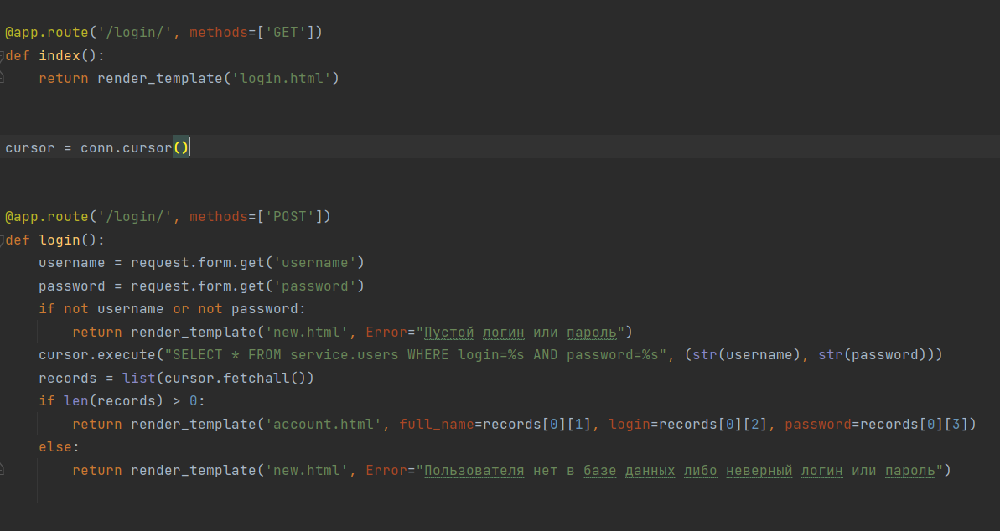 @app.route('/login/', methods=['GET'])
def index():
    return render_template('login.html')
cursor = conn.cursor()
@app.route('/login/', methods=['POST'])
def login():
    username = request.form.get('username')
    password = request.form.get('password')
    if not username or not password:
        return render_template('new.html', Error="Пустой логин или пароль")
    cursor.execute("SELECT * FROM service.users WHERE login=%s AND password=%s", (str(username), str(password)))
    records = list(cursor.fetchall())
    if len(records) > 0:
        return render_template('account.html', full_name=records[0][1], login=records[0][2], password=records[0][3])
    else:
        return render_template('new.html', Error="Пользователя нет в базе данных либо неверный логин или пароль")